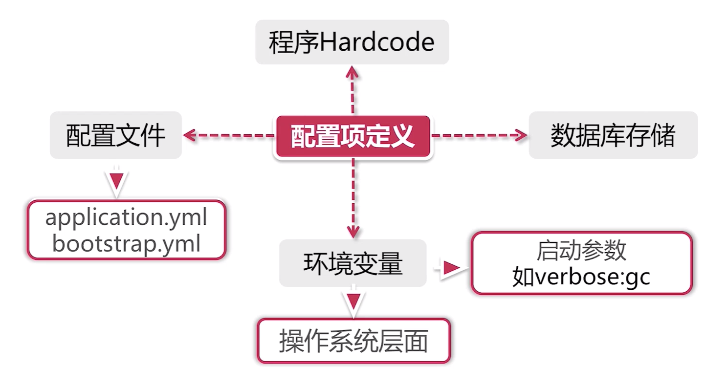 程序Hardcode
配置文件
配置项定义
数据库存储
application.yml
bootstrap.yml
环境变量
启动参数
如verbose:gc
操作系统层面